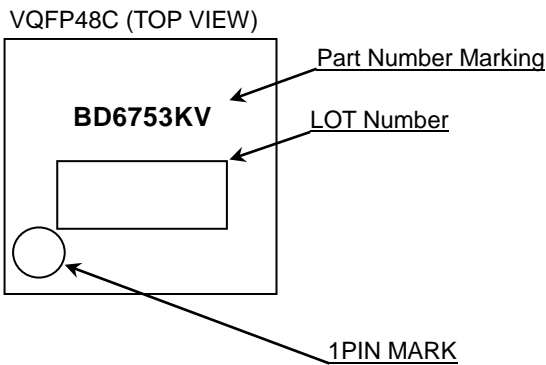 VQFP48C (TOP VIEW)
Part Number Marking
BD6753KV
LOT Number
1PIN MARK